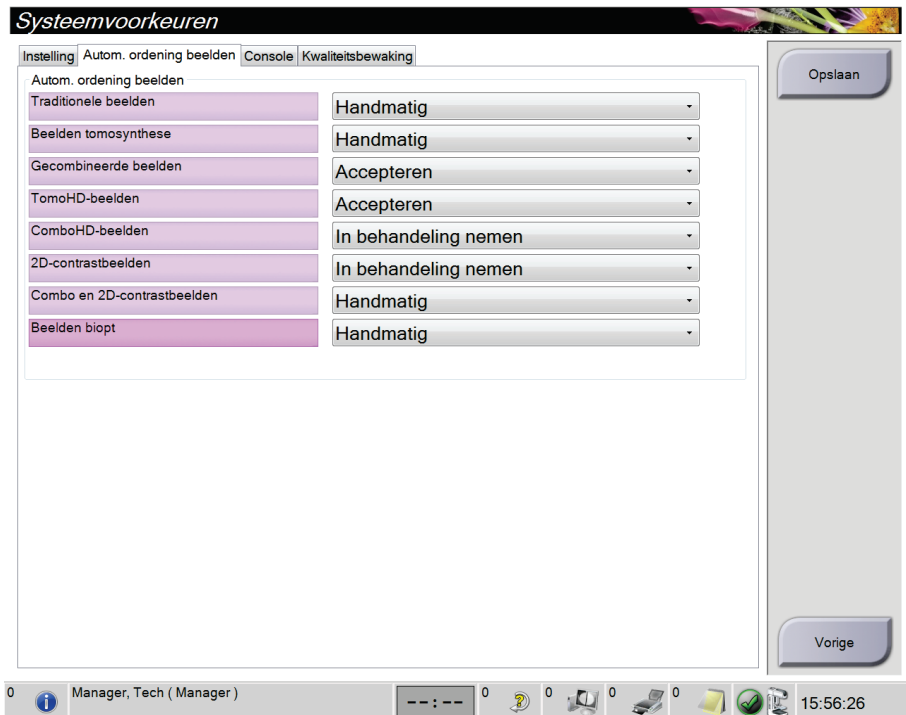 Systeemvoorkeuren
Instelling Autom. ordening beelden Console Kwaliteitsbewaking
Opslaan
Autom. ordening beelden
Traditionele beelden Handmatig
Beelden tomosynthese Handmatig
Gecombineerde beelden Accepteren
TomoHD-beelden Accepteren
ComboHD-beelden In behandeling nemen
2D-contrastbeelden In behandeling nemen
Combo en 2D-contrastbeelden Handmatig
Beelden biopt Handmatig
Vorige
0 Manager, Tech ( Manager ) --:-- 0 0 0 0 15:56:26